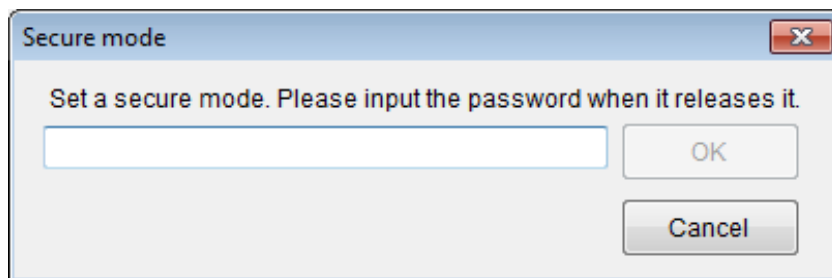 Secure mode
Set a secure mode. Please input the password when it releases it.
OK
Cancel